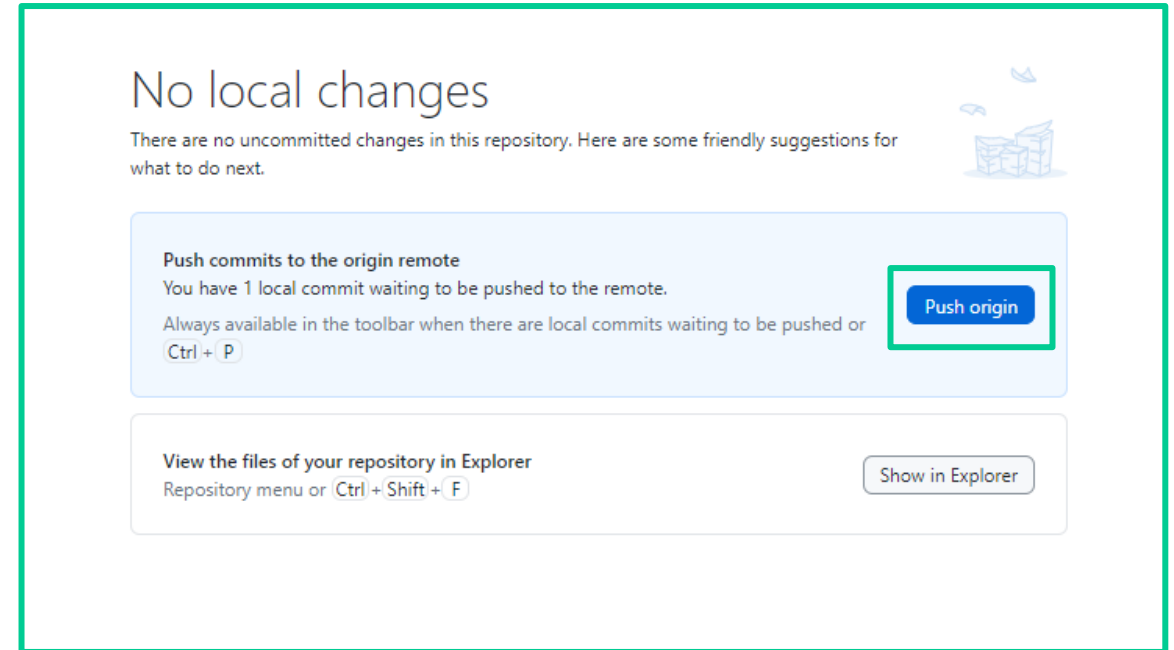 No local changes
There are no uncommitted changes in this repository. Here are some friendly suggestions for
what to do next.
Push commits to the origin remote
You have 1 local commit waiting to be pushed to the remote.
Always available in the toolbar when there are local commits waiting to be pushed or
Ctrl + P
Push origin
View the files of your repository in Explorer
Repository menu or Ctrl + Shift + F
Show in Explorer